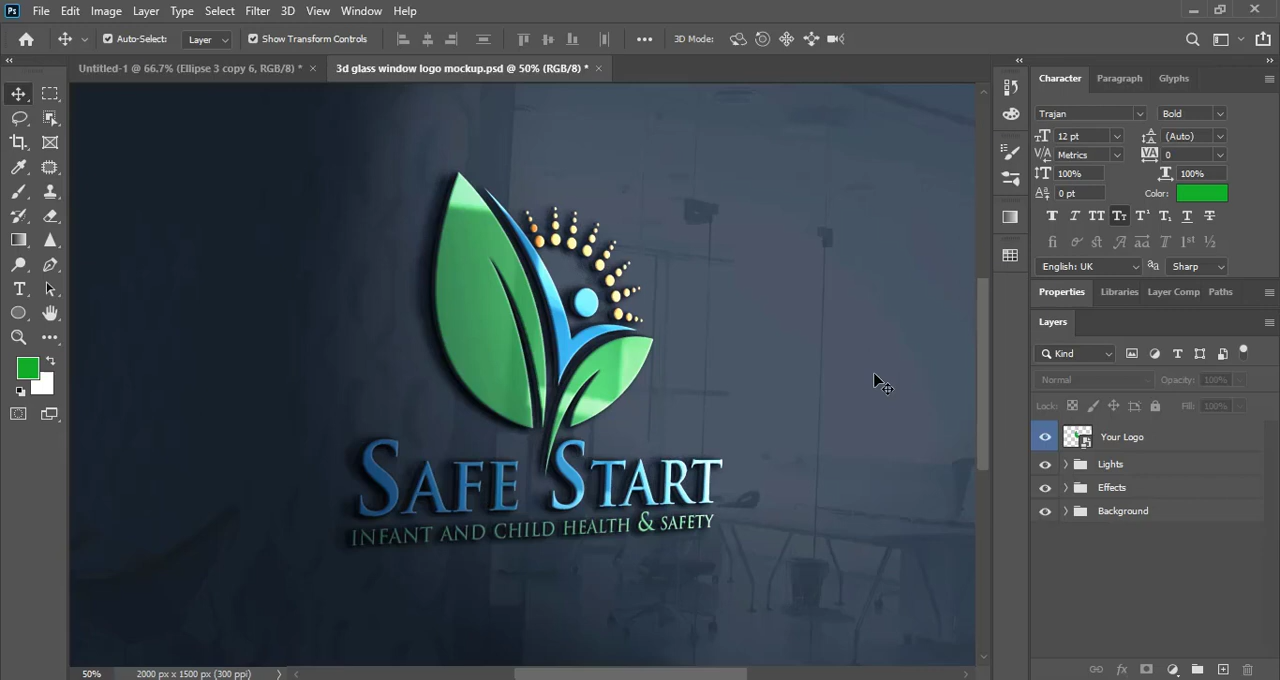 File Edit Image Layer Type Select Filter 3D View Window Help
Auto-Select: Layer Show Transform Controls 3D Mode:
Untitled-1 @ 66.7% (Ellipse 3 copy 6, RGB/8) * 3d glass window logo mockup.psd @ 50% (RGB/8) *
Character Paragraph Glyphs
Trajan Bold
12 pt (Auto)
Metrics 0
100% 100%
0 pt Color:
English: UK aa Sharp
Properties Libraries Layer Comp Paths
Layers
Kind
Normal Opacity: 100%
Lock: Fill: 100%
Your Logo
Lights
Effects
Background
SAFE START
INFANT AND CHILD HEALTH & SAFETY
50% 2000 px x 1500 px (300 ppi)